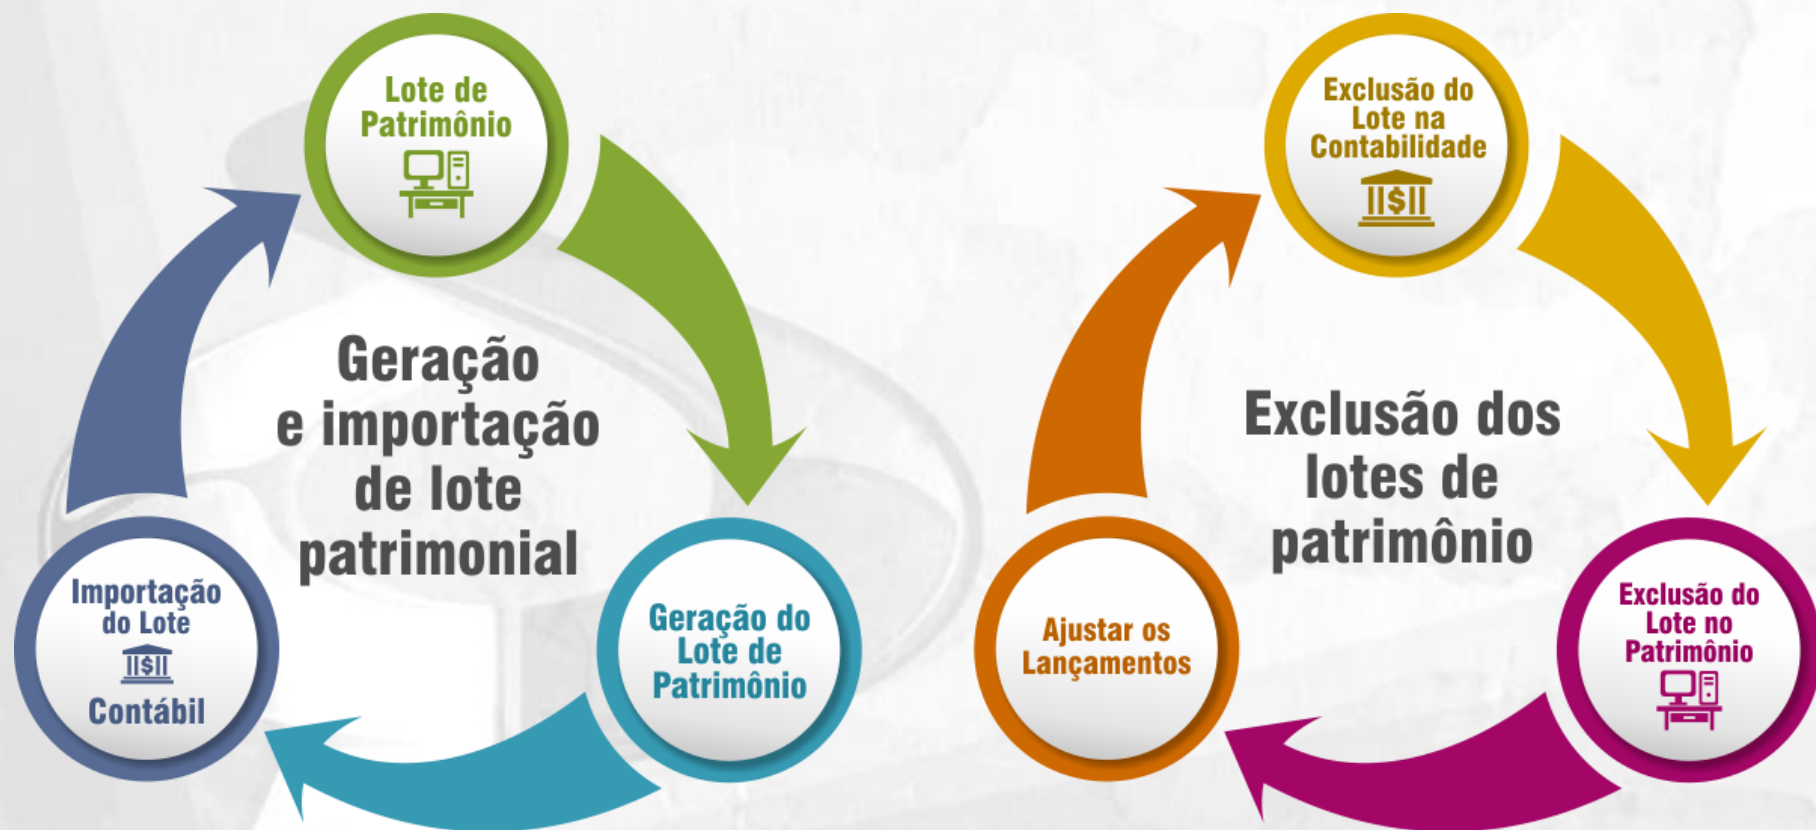 Lote de
Patrimônio
Geração
e importação
de lote
patrimonial
Geração do
Lote de
Patrimônio
Importação
do Lote
||$||
Contábil
Exclusão do
Lote na
Contabilidade
||$||
Exclusão dos
lotes de
patrimônio
Exclusão do
Lote no
Patrimônio
Ajustar os
Lançamentos